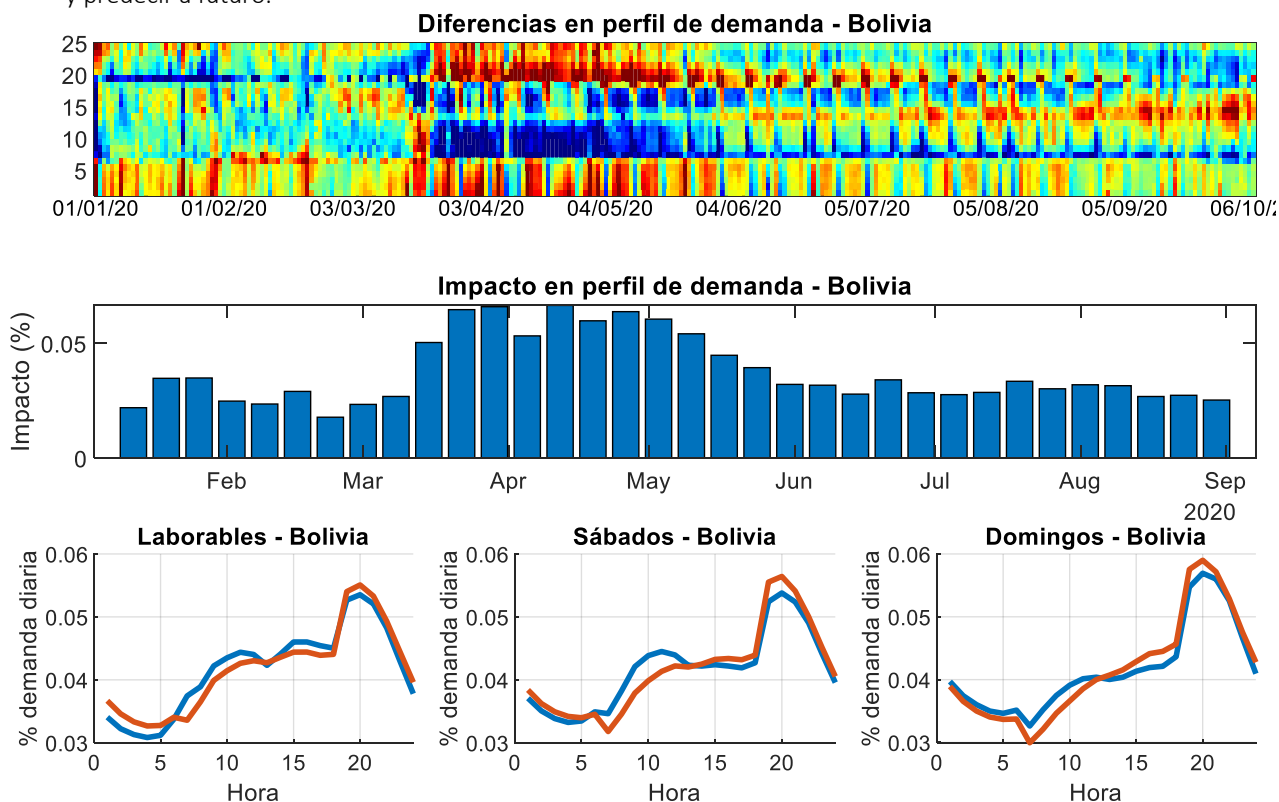 y predecir a futuro.
Diferencias en perfil de demanda - Bolivia
25
20
15
10
5
01/01/20 01/02/20 03/03/20 03/04/20 04/05/20 04/06/20 05/07/20 05/08/20 05/09/20 06/10/2
Impacto en perfil de demanda - Bolivia
Impacto (%)
0.05
0
Feb Mar Apr May Jun Jul Aug Sep
2020
Laborables - Bolivia
% demanda diaria
0.06
0.05
0.04
0.03
0 5 10 15 20
Hora
Sábados - Bolivia
% demanda diaria
0.06
0.05
0.04
0.03
0 5 10 15 20
Hora
Domingos - Bolivia
% demanda diaria
0.06
0.05
0.04
0.03
0 5 10 15 20
Hora